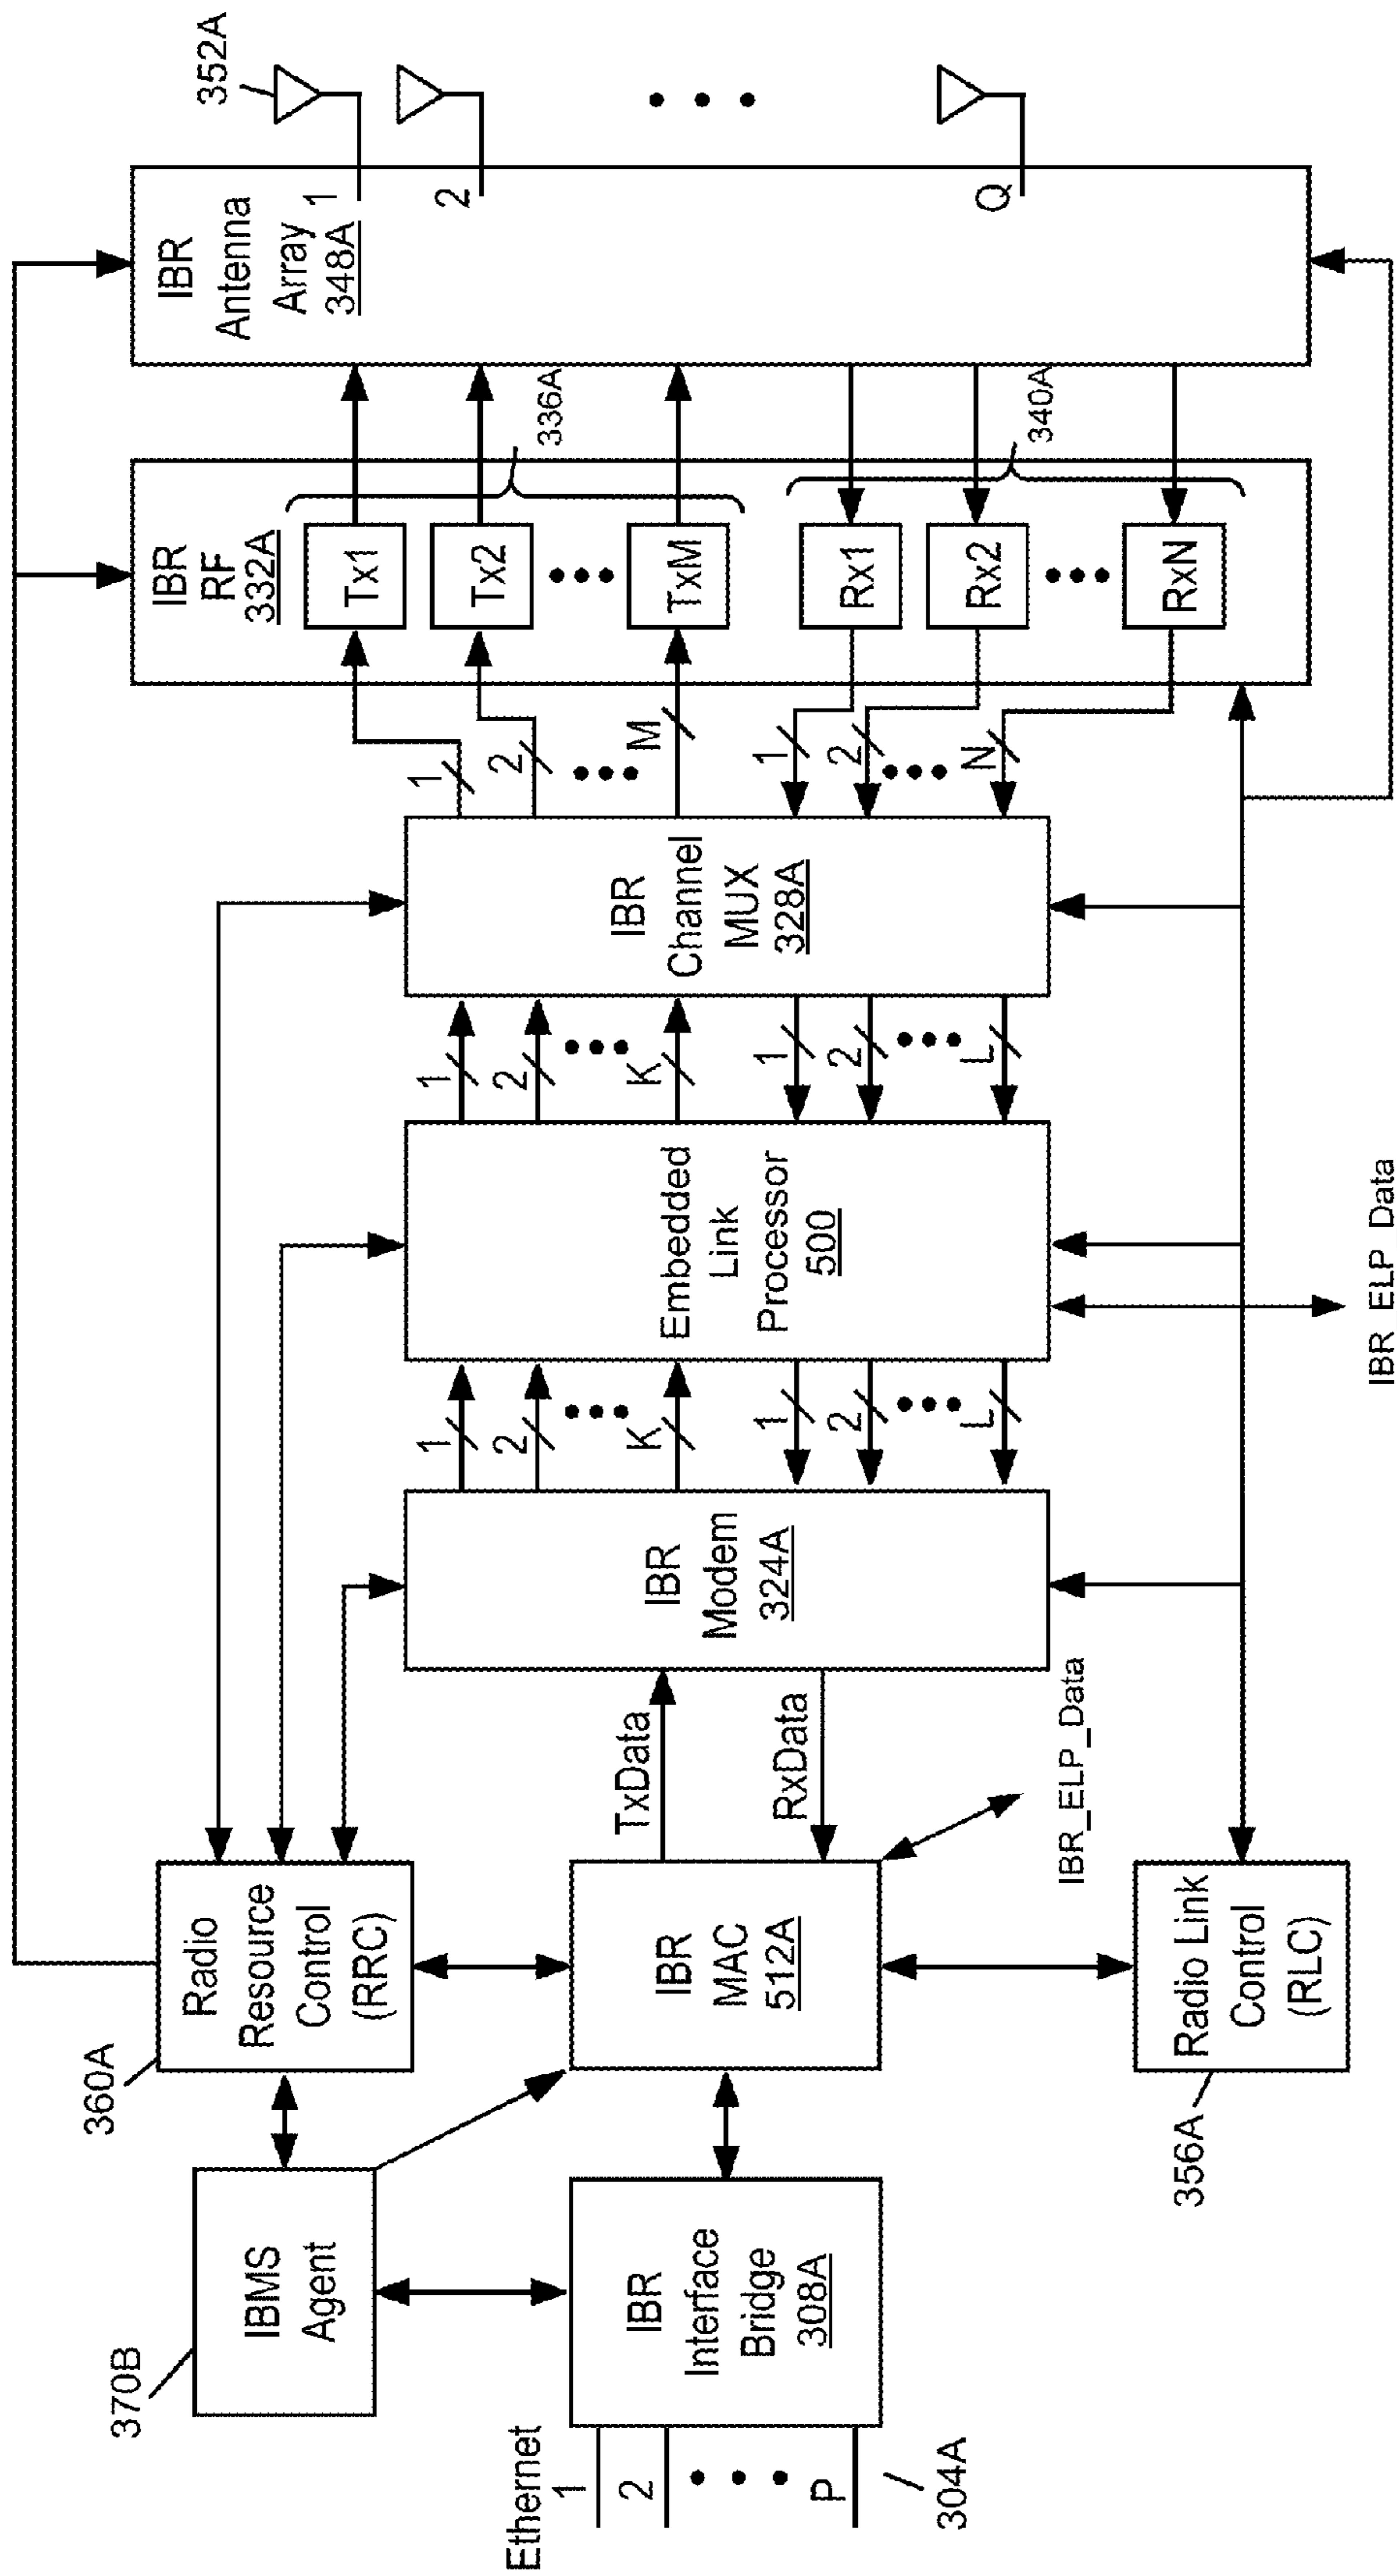 Ethernet
1
2
P
304A
370B
IBMS
Agent
IBR
Interface
Bridge
308A
360A
Radio
Resource
Control
(RRC)
IBR
MAC
512A
356A
Radio Link
Control
(RLC)
TxData
RxData
IBR_ELP_Data
IBR
Modem
324A
1
2
K
1
2
L
Embedded
Link
Processor
500
IBR_ELP_Data
1
2
K
1
2
L
IBR
Channel
MUX
328A
1
2
M
1
2
N
IBR
RF
332A
Tx1
Tx2
TxM
Rx1
Rx2
RxN
336A
340A
IBR
Antenna
Array
348A
1
2
Q
352A